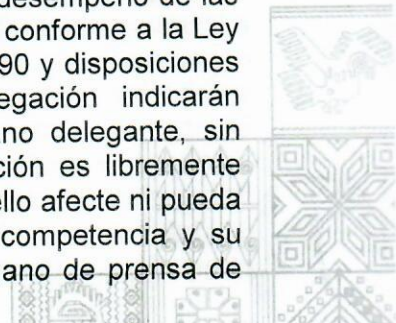 desempeño de las
conforme a la Ley
90 y disposiciones
egación indicarán
no delegante, sin
ción es libremente
ello afecte ni pueda
competencia y su
ano de prensa de